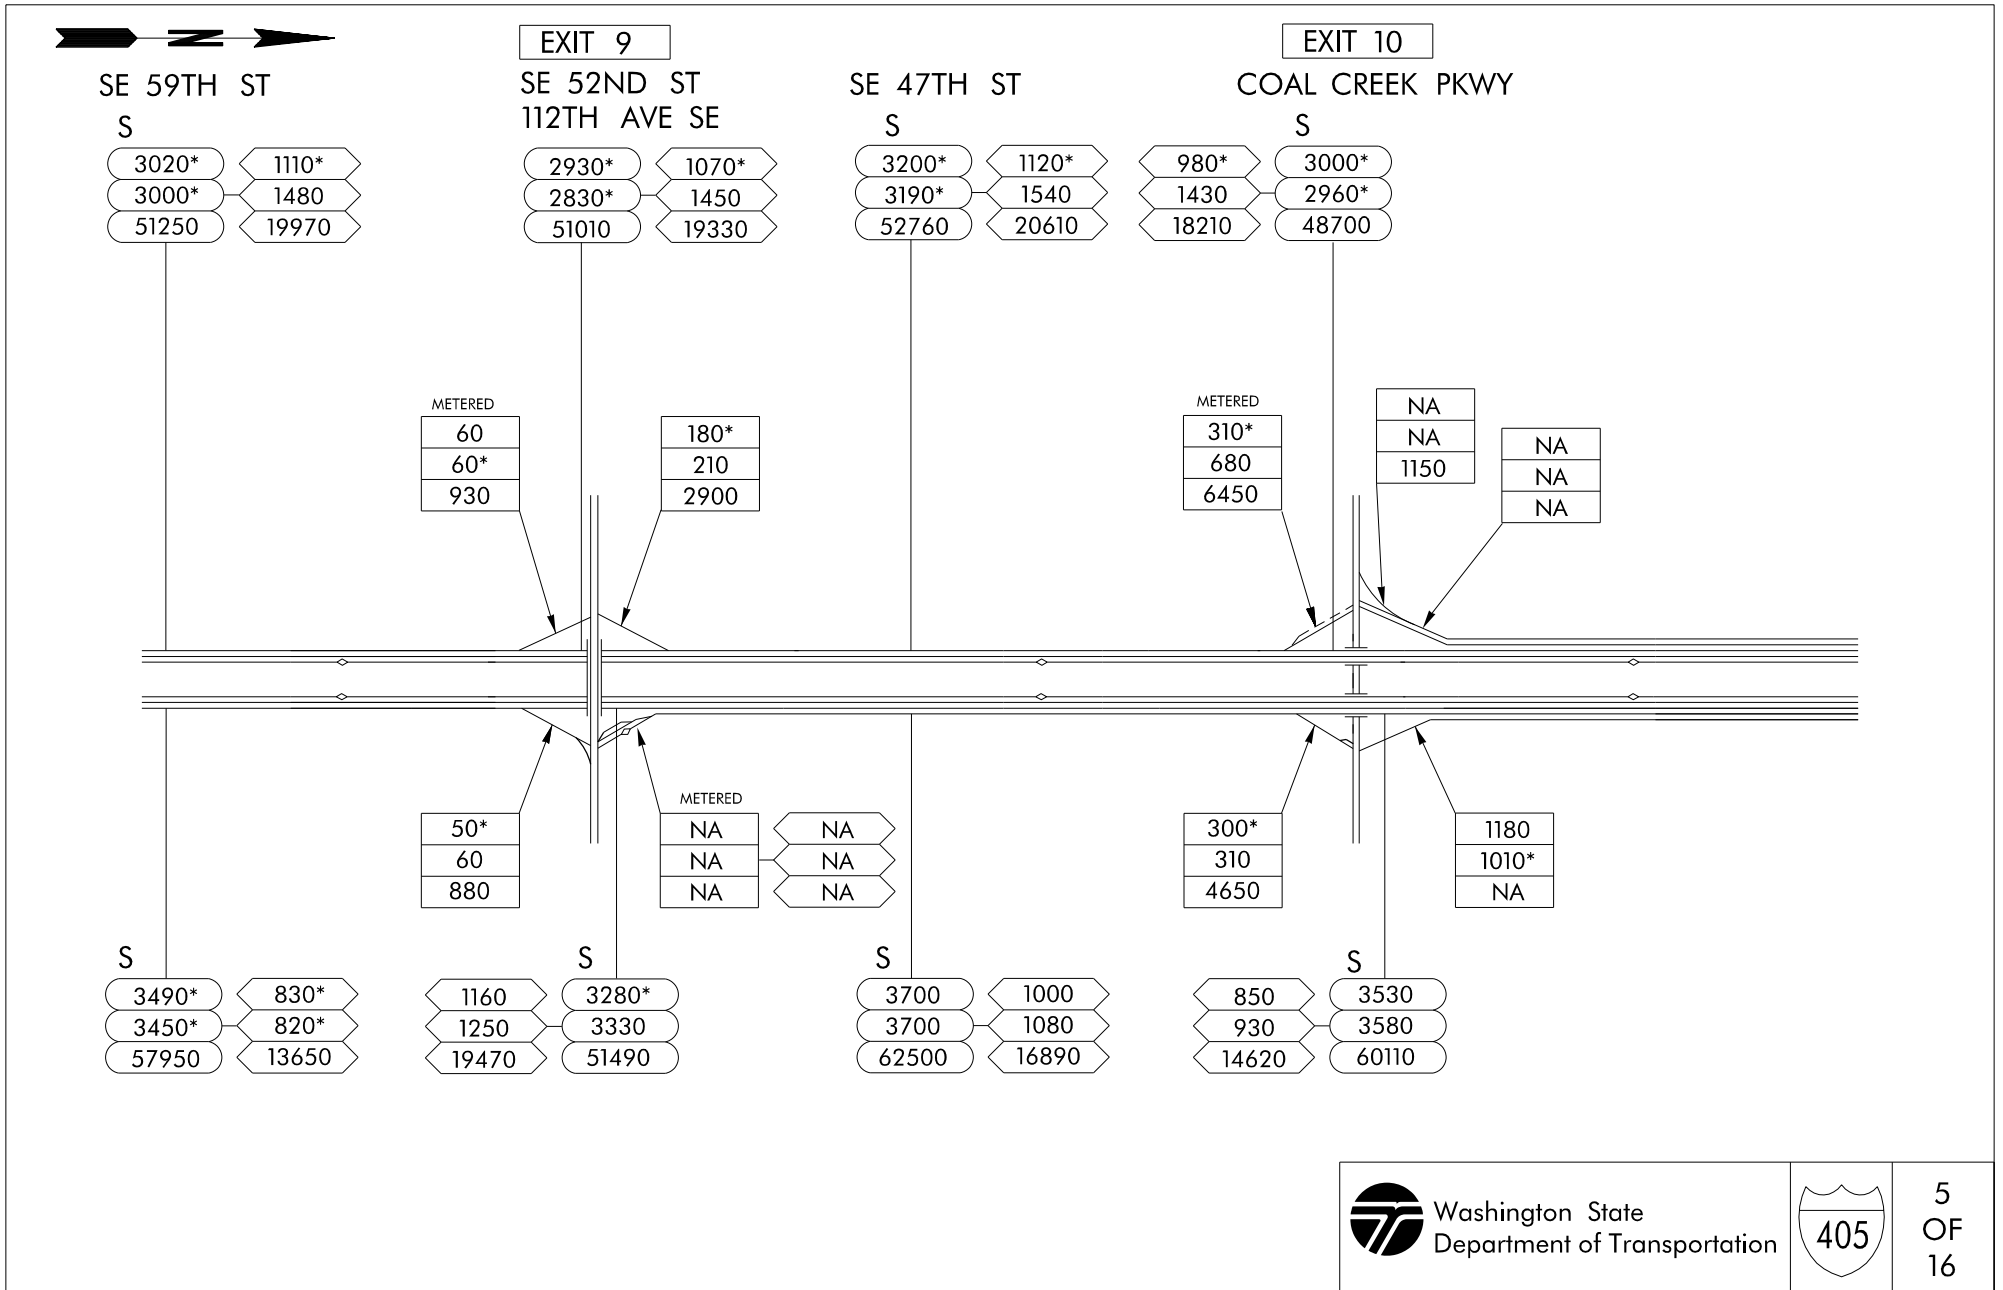 N
EXIT 9
EXIT 10
SE 59TH ST
SE 52ND ST
112TH AVE SE
SE 47TH ST
COAL CREEK PKWY
S
3020* 1110*
3000* 1480
51250 19970
2930* 1070*
2830* 1450
51010 19330
S
3200* 1120*
3190* 1540
52760 20610
S
980* 3000*
1430 2960*
18210 48700
METERED
60
60*
930
180*
210
2900
METERED
310*
680
6450
NA
NA
1150
NA
NA
NA
50*
60
880
METERED
NA NA
NA NA
NA NA
300*
310
4650
1180
1010*
NA
S
3490* 830*
3450* 820*
57950 13650
S
1160 3280*
1250 3330
19470 51490
S
3700 1000
3700 1080
62500 16890
S
850 3530
930 3580
14620 60110
Washington State
Department of Transportation
405
5
OF
16